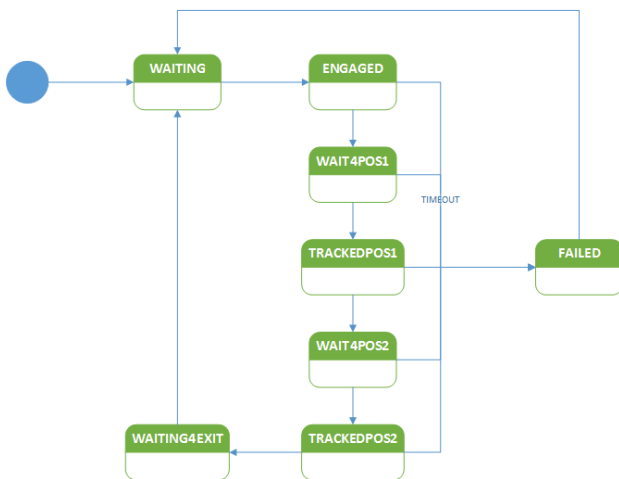 WAITING
ENGAGED
WAIT4POS1
TIMEOUT
TRACKEDPOS1
FAILED
WAIT4POS2
WAITING4EXIT
TRACKEDPOS2